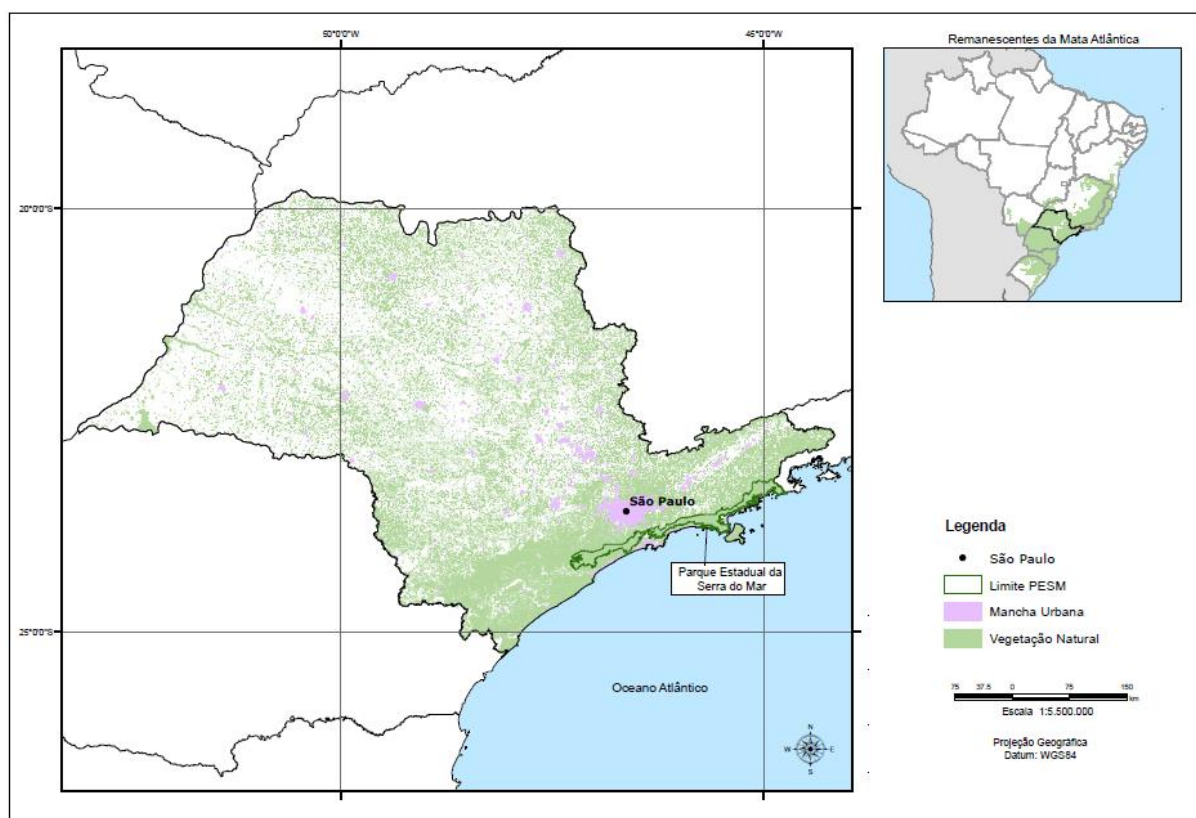 50°0'0"W
45°0'0"W
Remanescentes da Mata Atlântica
20°0'0"S
São Paulo
Parque Estadual da
Serra do Mar
Legenda
São Paulo
Limite PESM
Mancha Urbana
Vegetação Natural
25°0'0"S
Oceano Atlântico
75 37.5 0 75 150
km
Escala 1:5.500.000
Projeção Geográfica
Datum: WGS84
N
W E
S